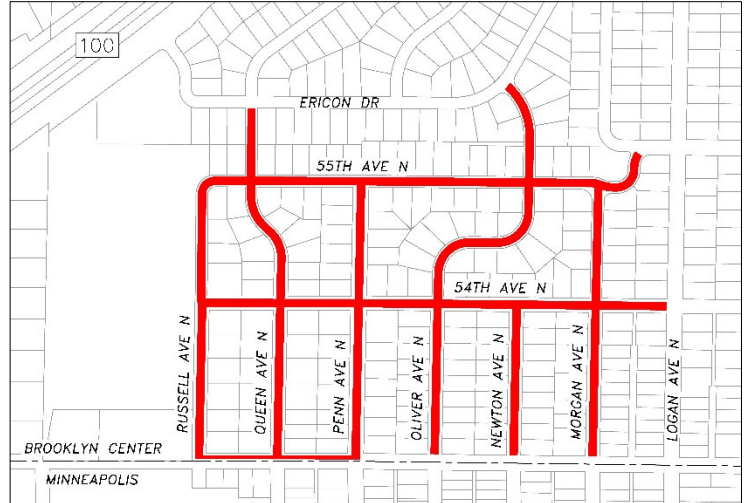 100
ERICON DR
55TH AVE N
54TH AVE N
RUSSELL AVE N
QUEEN AVE N
PENN AVE N
OLIVER AVE N
NEWTON AVE N
MORGAN AVE N
LOGAN AVE N
BROOKLYN CENTER
MINNEAPOLIS